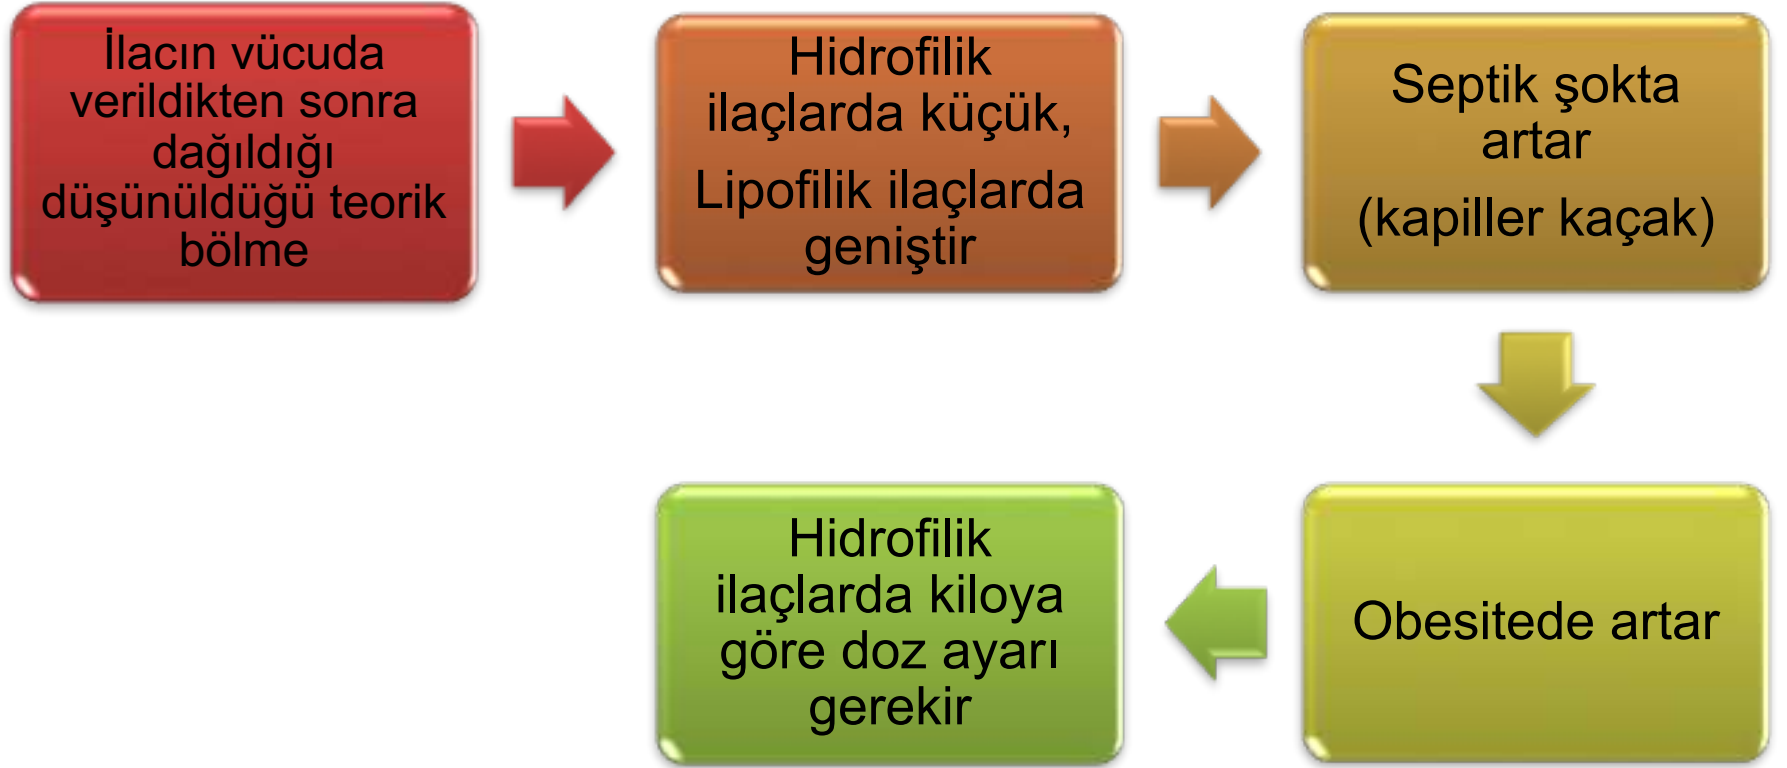 İlacın vücuda
verildikten sonra
dağıldığı
düşünüldüğü teorik
bölme
Hidrofilik
ilaçlarda küçük,
Lipofilik ilaçlarda
geniştir
Septik şokta
artar
(kapiller kaçak)
Obesitede artar
Hidrofilik
ilaçlarda kiloya
göre doz ayarı
gerekir